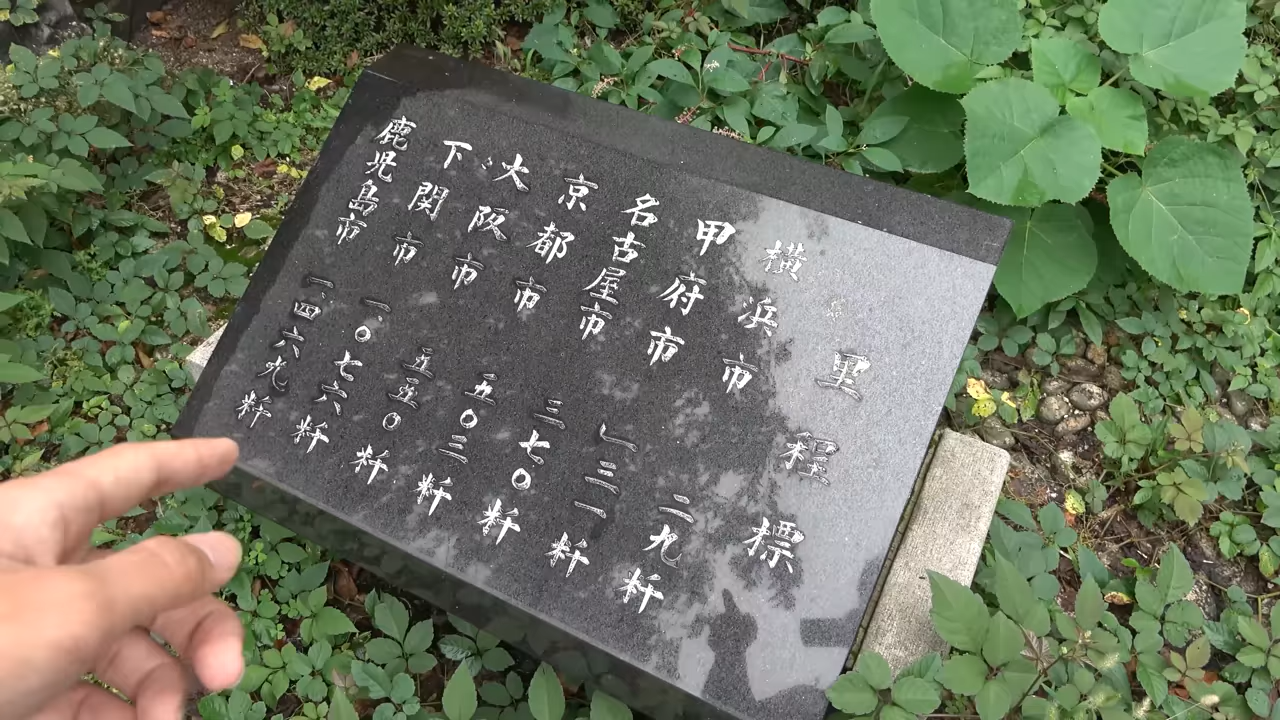 里程標
横浜市 二九粁
甲府市 一三一粁
名古屋市 三七〇粁
京都市 五〇三粁
大阪市 五五〇粁
下関市 一、〇七六粁
鹿児島市 一、四六九粁